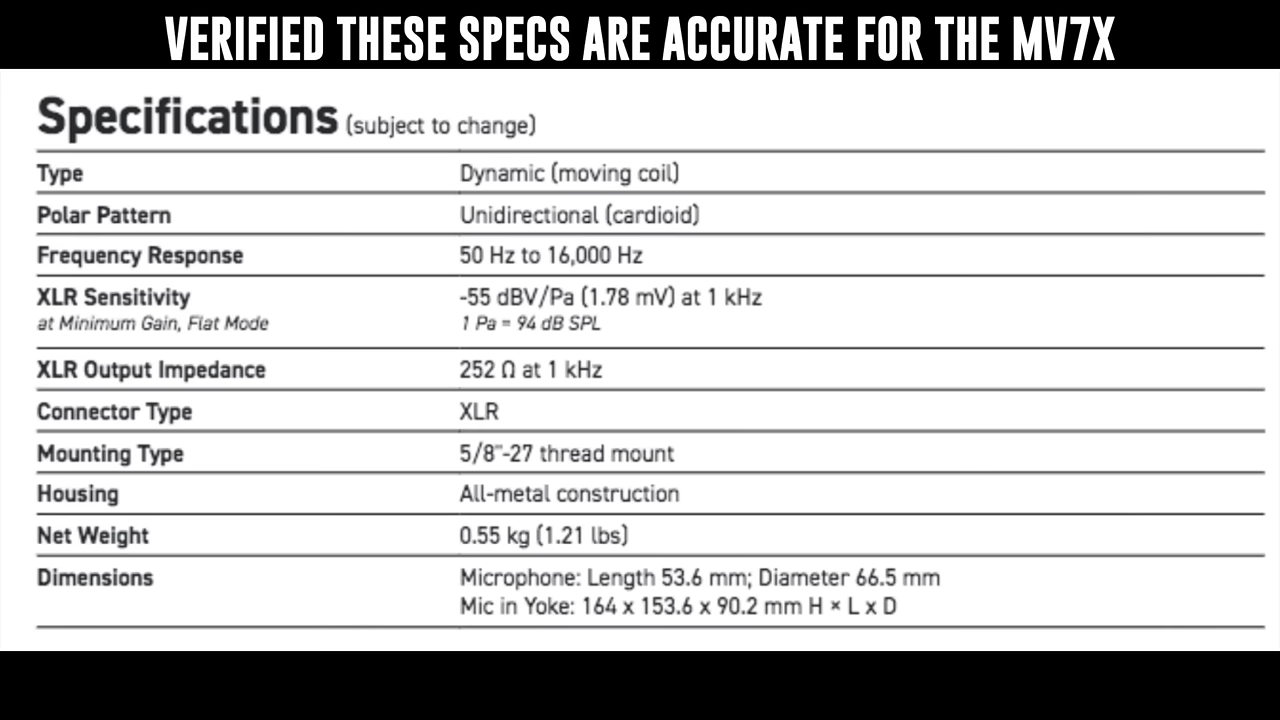 VERIFIED THESE SPECS ARE ACCURATE FOR THE MV7X
Specifications (subject to change)
Type Dynamic (moving coil)
Polar Pattern Unidirectional (cardioid)
Frequency Response 50 Hz to 16,000 Hz
XLR Sensitivity -55 dBV/Pa (1.78 mV) at 1 kHz
at Minimum Gain, Flat Mode 1 Pa = 94 dB SPL
XLR Output Impedance 252 Ω at 1 kHz
Connector Type XLR
Mounting Type 5/8"-27 thread mount
Housing All-metal construction
Net Weight 0.55 kg (1.21 lbs)
Dimensions Microphone: Length 53.6 mm; Diameter 66.5 mm
Mic in Yoke: 164 x 153.6 x 90.2 mm H × L x D